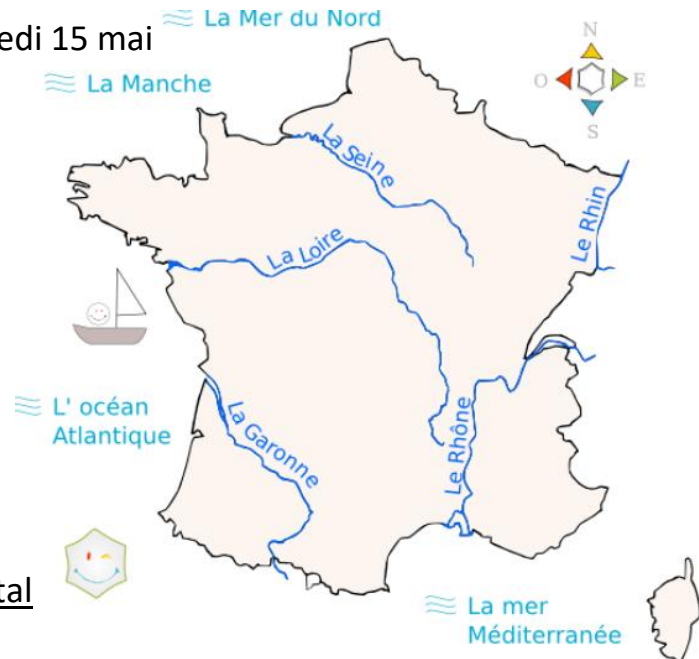 La Mer du Nord
edi 15 mai
La Manche
N
O
E
S
La Seine
Le Rhin
La Loire
L' océan
Atlantique
La Garonne
Le Rhône
tal
La mer
Méditerranée